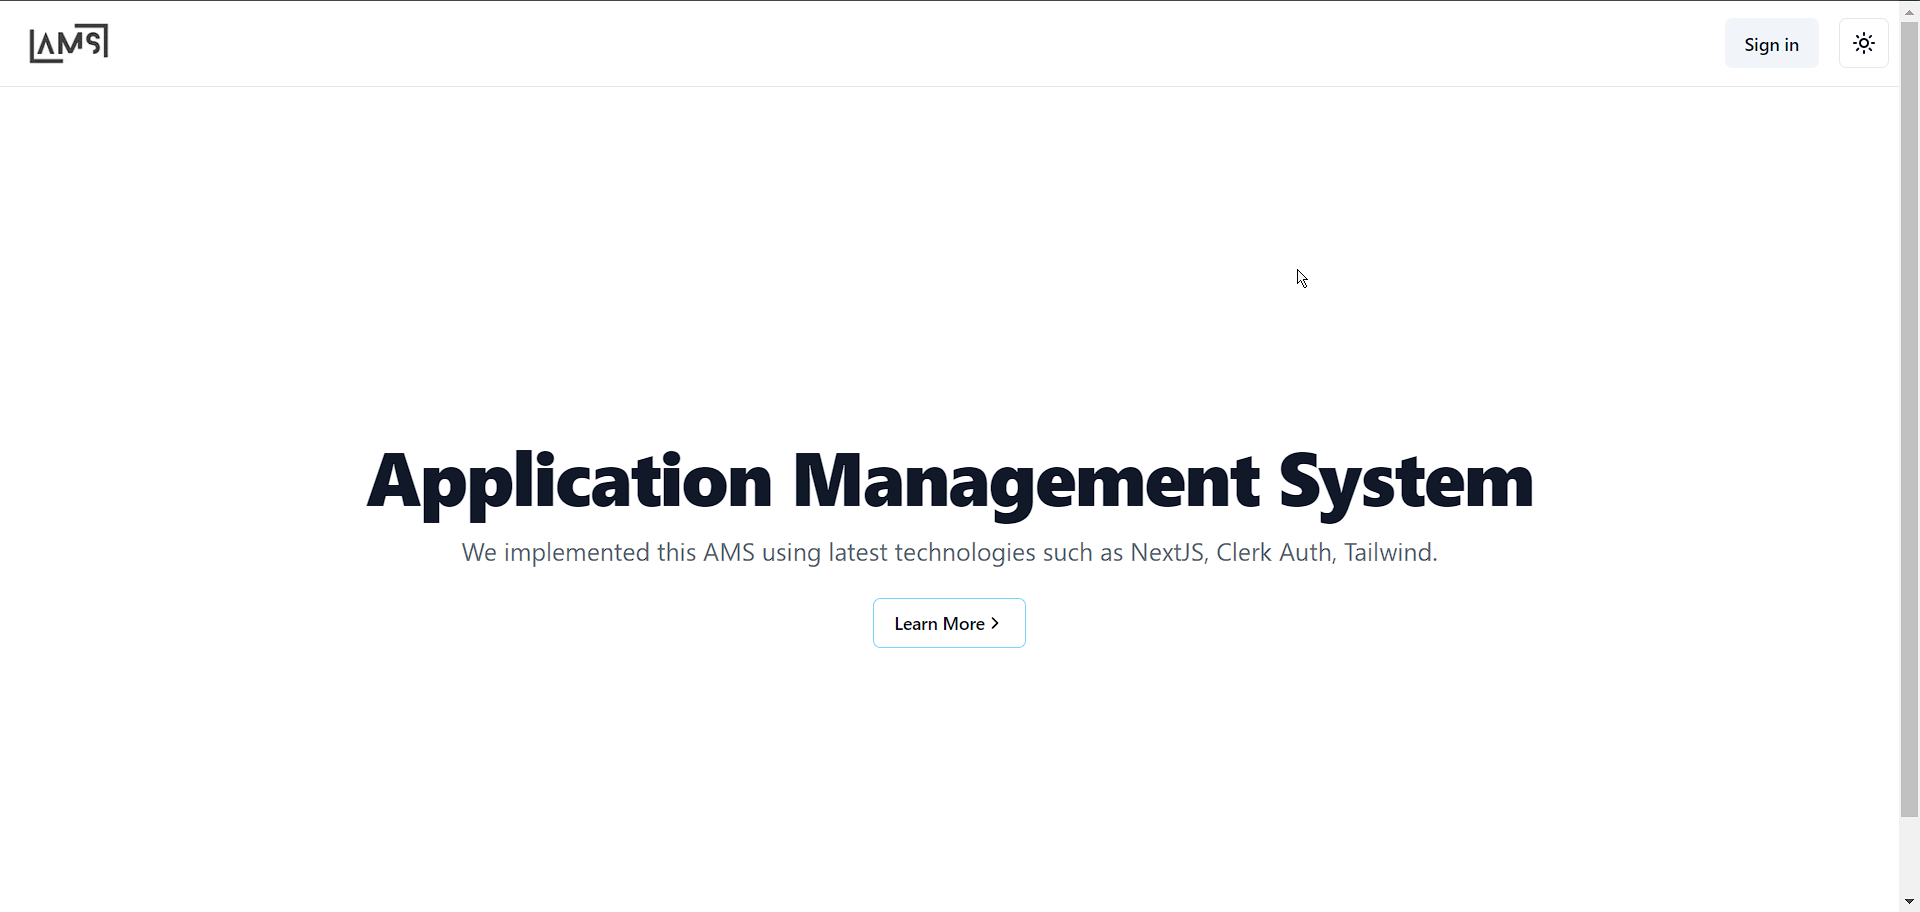 AMS
Sign in
Application Management System
We implemented this AMS using latest technologies such as NextJS, Clerk Auth, Tailwind.
Learn More